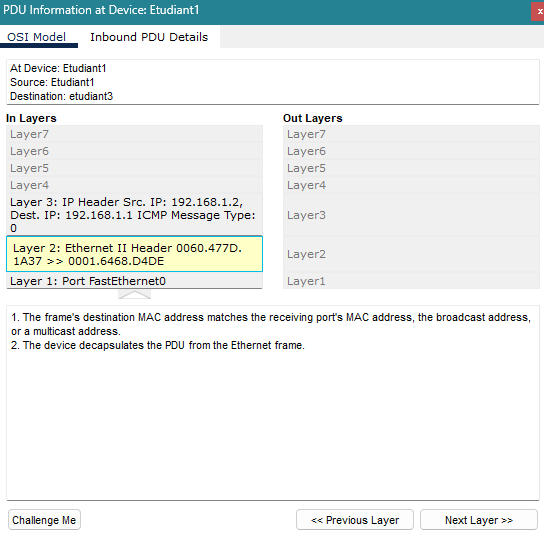 PDU Information at Device: Etudiant1
x
OSI Model Inbound PDU Details
At Device: Etudiant1
Source: Etudiant1
Destination: etudiant3
In Layers
Layer7
Layer6
Layer5
Layer4
Layer 3: IP Header Src. IP: 192.168.1.2,
Dest. IP: 192.168.1.1 ICMP Message Type:
0
Layer 2: Ethernet II Header 0060.477D.
1A37 >> 0001.6468.D4DE
Layer 1: Port FastEthernet0
Out Layers
Layer7
Layer6
Layer5
Layer4
Layer3
Layer2
Layer1
1. The frame's destination MAC address matches the receiving port's MAC address, the broadcast address,
or a multicast address.
2. The device decapsulates the PDU from the Ethernet frame.
Challenge Me
<< Previous Layer
Next Layer >>